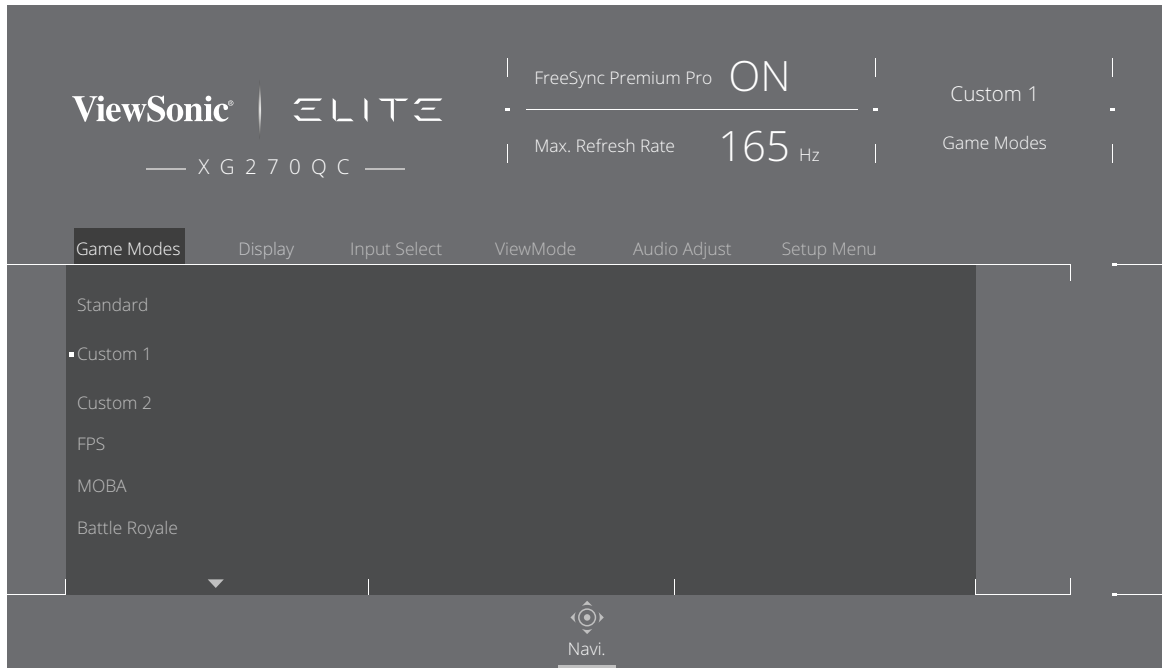 ViewSonic® ELITE
XG270QC
FreeSync Premium Pro ON
Max. Refresh Rate 165 Hz
Custom 1
Game Modes
Game Modes Display Input Select ViewMode Audio Adjust Setup Menu
Standard
Custom 1
Custom 2
FPS
MOBA
Battle Royale
Navi.